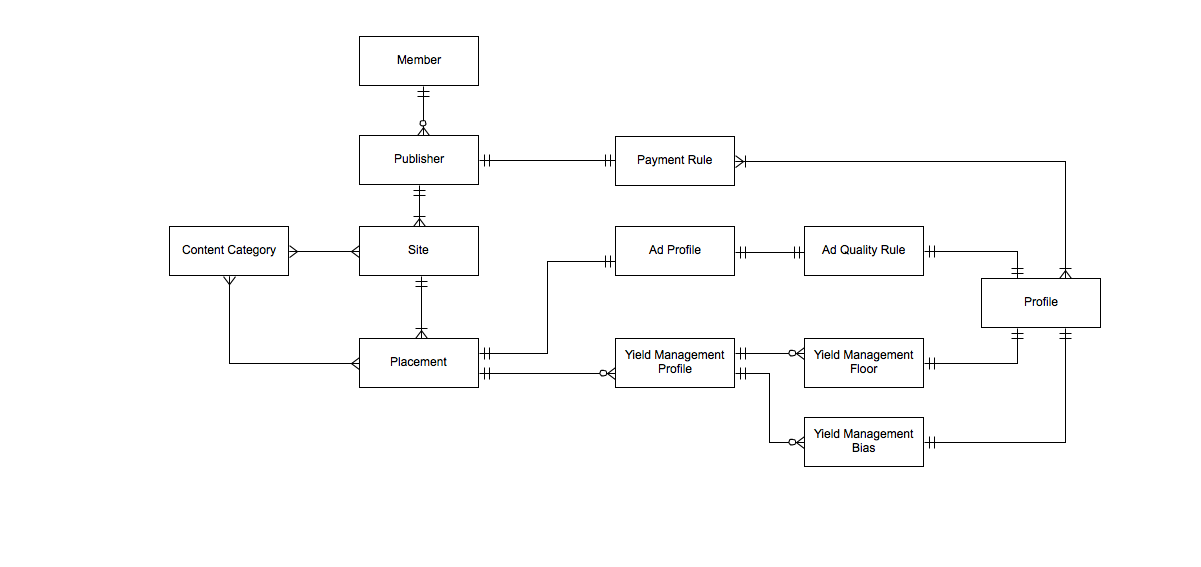 Member
Publisher
Payment Rule
Content Category
Site
Ad Profile
Ad Quality Rule
Profile
Placement
Yield Management
Profile
Yield Management
Floor
Yield Management
Bias